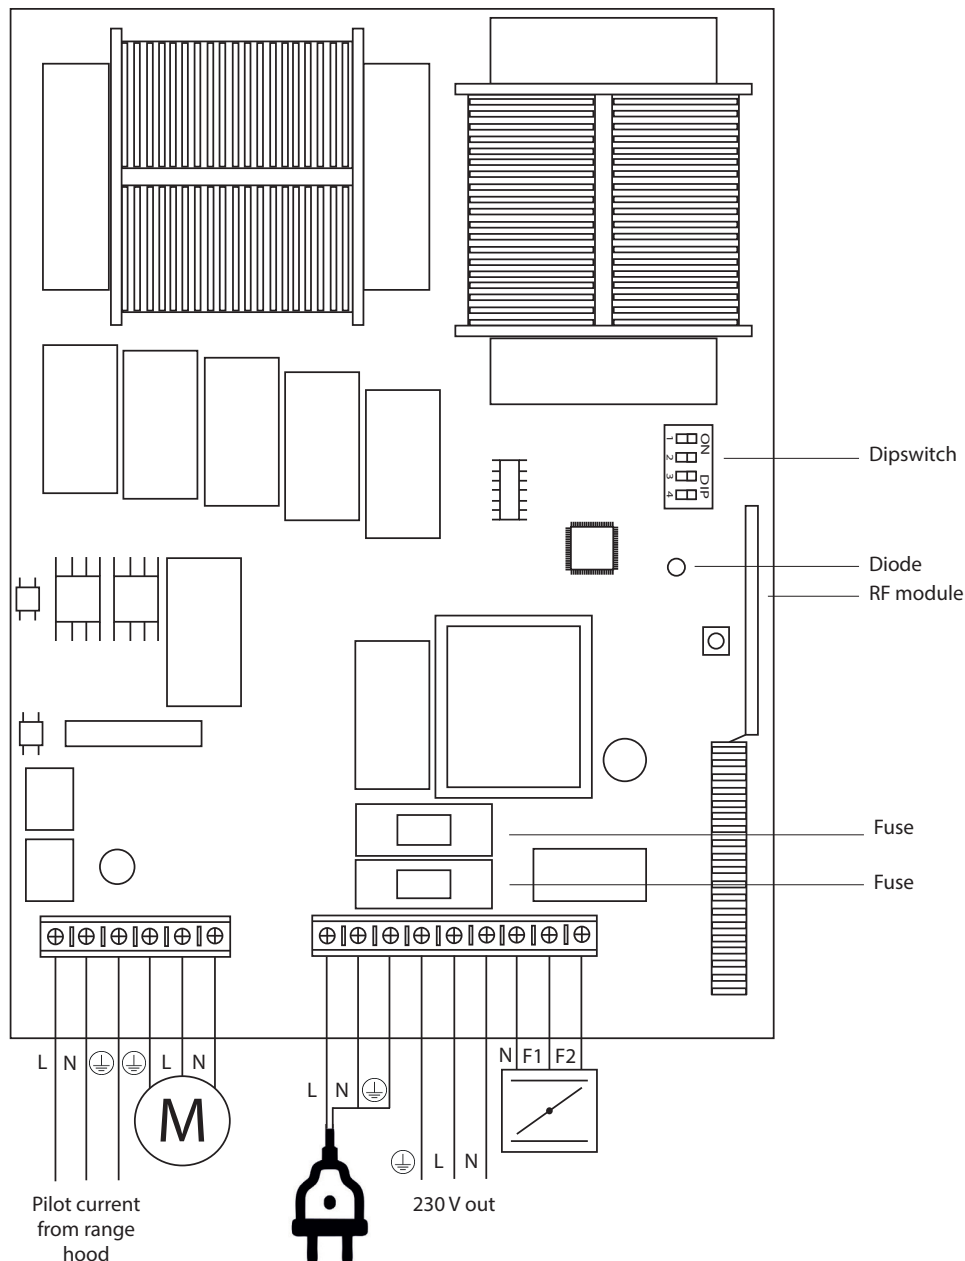 1 ON
2
3 DIP
4
Dipswitch
Diode
RF module
Fuse
Fuse
L N L N
M
L N
N F1 F2
L N
Pilot current
from range
hood
230 V out